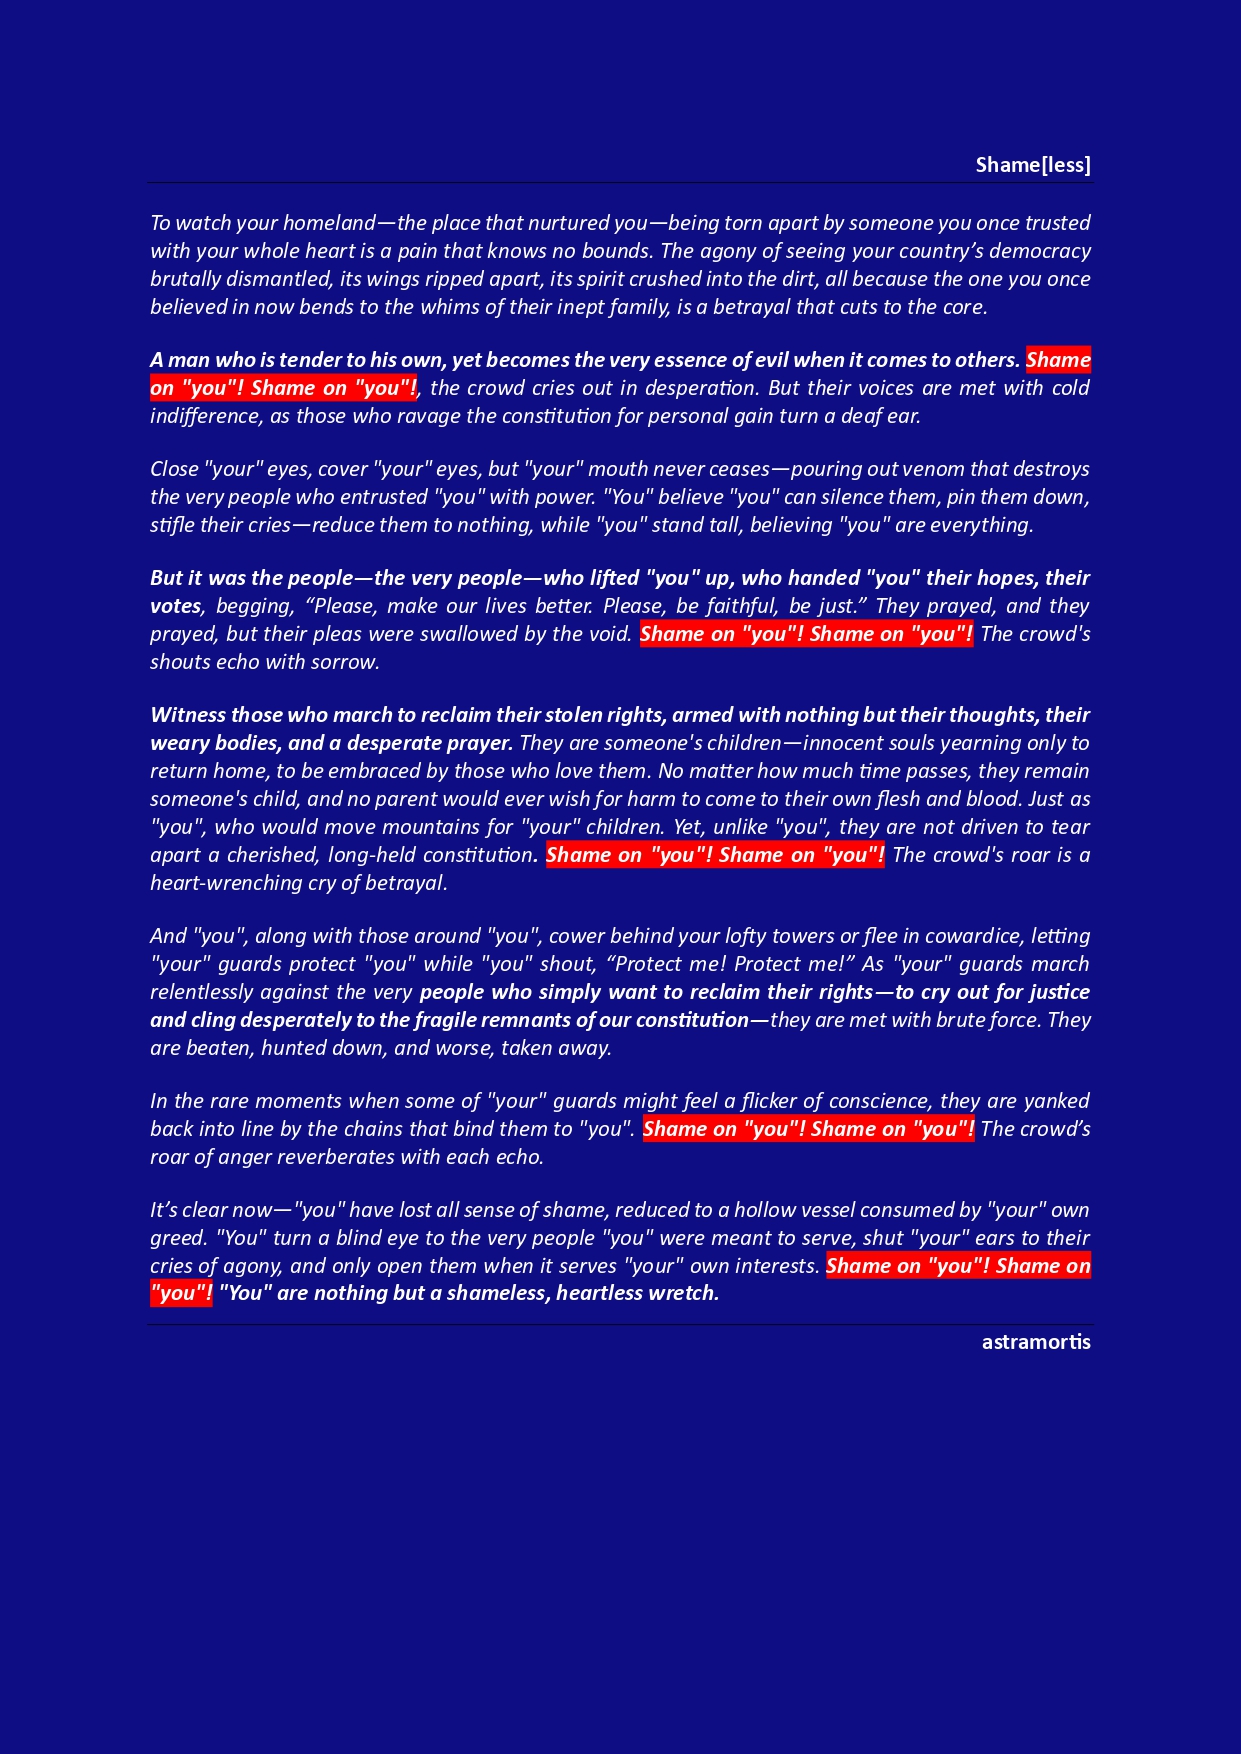 Shame[less]
To watch your homeland—the place that nurtured you—being torn apart by someone you once trusted
with your whole heart is a pain that knows no bounds. The agony of seeing your country’s democracy
brutally dismantled, its wings ripped apart, its spirit crushed into the dirt, all because the one you once
believed in now bends to the whims of their inept family, is a betrayal that cuts to the core.
A man who is tender to his own, yet becomes the very essence of evil when it comes to others. Shame
on "you"! Shame on "you"!, the crowd cries out in desperation. But their voices are met with cold
indifference, as those who ravage the constitution for personal gain turn a deaf ear.
Close "your" eyes, cover "your" eyes, but "your" mouth never ceases—pouring out venom that destroys
the very people who entrusted "you" with power. "You" believe "you" can silence them, pin them down,
stifle their cries—reduce them to nothing, while "you" stand tall, believing "you" are everything.
But it was the people—the very people—who lifted "you" up, who handed "you" their hopes, their
votes, begging, “Please, make our lives better. Please, be faithful, be just.” They prayed, and they
prayed, but their pleas were swallowed by the void. Shame on "you"! Shame on "you"! The crowd's
shouts echo with sorrow.
Witness those who march to reclaim their stolen rights, armed with nothing but their thoughts, their
weary bodies, and a desperate prayer. They are someone's children—innocent souls yearning only to
return home, to be embraced by those who love them. No matter how much time passes, they remain
someone's child, and no parent would ever wish for harm to come to their own flesh and blood. Just as
"you", who would move mountains for "your" children. Yet, unlike "you", they are not driven to tear
apart a cherished, long-held constitution. Shame on "you"! Shame on "you"! The crowd's roar is a
heart-wrenching cry of betrayal.
And "you", along with those around "you", cower behind your lofty towers or flee in cowardice, letting
"your" guards protect "you" while "you" shout, “Protect me! Protect me!” As "your" guards march
relentlessly against the very people who simply want to reclaim their rights—to cry out for justice
and cling desperately to the fragile remnants of our constitution—they are met with brute force. They
are beaten, hunted down, and worse, taken away.
In the rare moments when some of "your" guards might feel a flicker of conscience, they are yanked
back into line by the chains that bind them to "you". Shame on "you"! Shame on "you"! The crowd’s
roar of anger reverberates with each echo.
It’s clear now—"you" have lost all sense of shame, reduced to a hollow vessel consumed by "your" own
greed. "You" turn a blind eye to the very people "you" were meant to serve, shut "your" ears to their
cries of agony, and only open them when it serves "your" own interests. Shame on "you"! Shame on
"you"! "You" are nothing but a shameless, heartless wretch.
astramortis